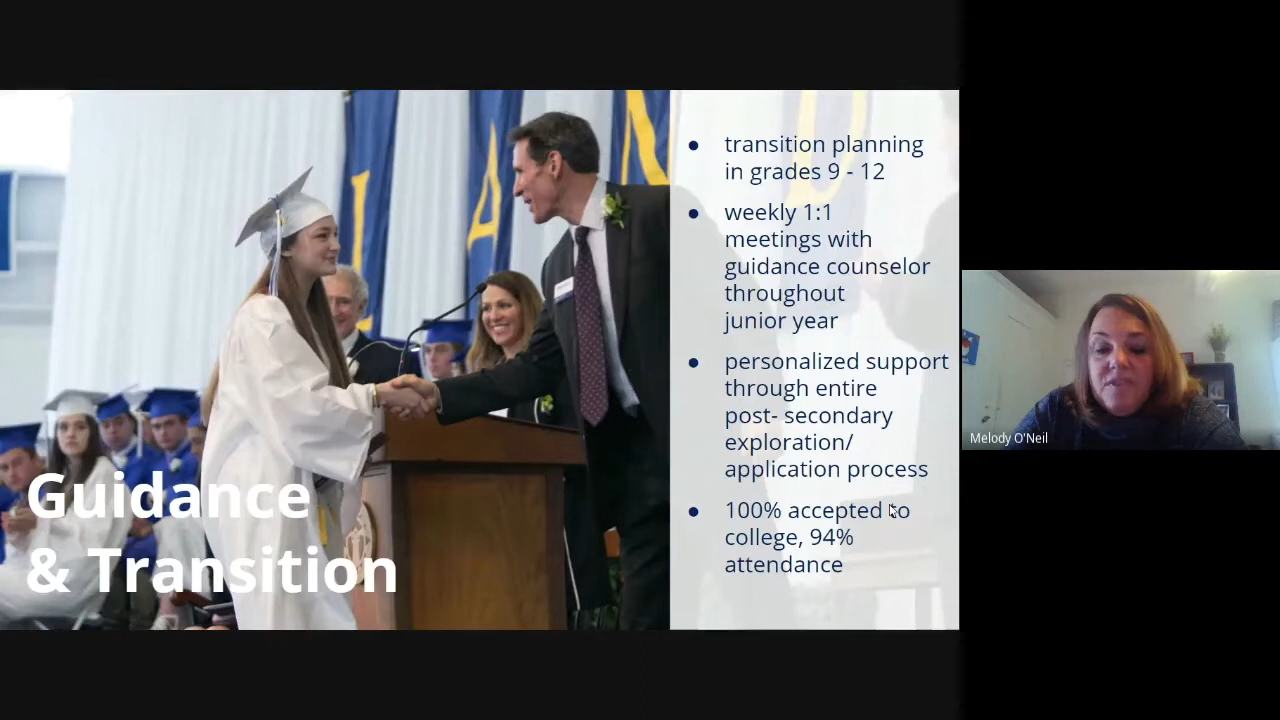 transition planning
in grades 9 - 12
weekly 1:1
meetings with
guidance counselor
throughout
junior year
personalized support
through entire
post- secondary
exploration/
application process
100% accepted to
college, 94%
attendance
Guidance
& Transition
Melody O'Neil